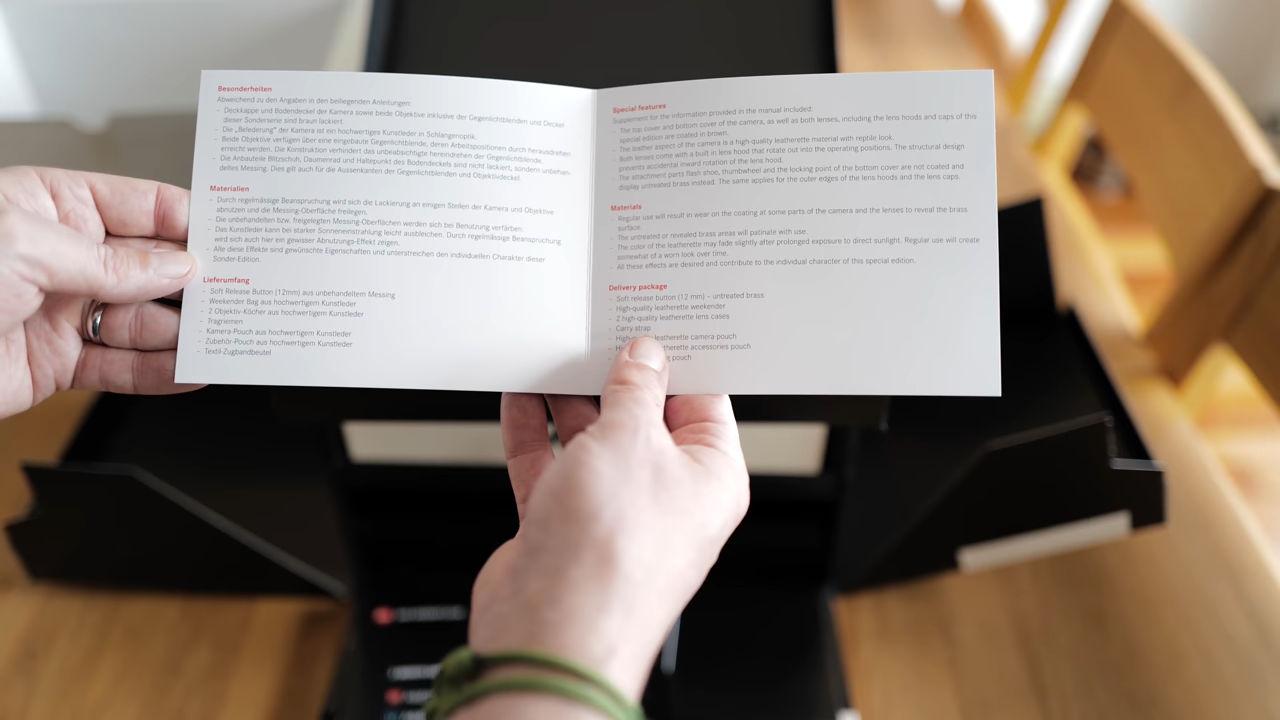 Besonderheiten
Abweichend zu den Angaben in den beiliegenden Anleitungen:
– Deckkappe und Bodendeckel der Kamera sowie beide Objektive inklusive der Gegenlichtblenden und Deckel
dieser Sonderserie sind braun lackiert.
– Die „Belederung" der Kamera ist ein hochwertiges Kunstleder in Schlangenoptik.
– Beide Objektive verfügen über eine eingebaute Gegenlichtblende, deren Arbeitspositionen durch herausdrehen
erreicht werden. Die Konstruktion verhindert das unbeabsichtigte hereindrehen der Gegenlichtblende.
– Die Anbauteile Blitzschuh, Daumenrad und Haltepunkt des Bodendeckels sind nicht lackiert, sondern unbehan-
deltes Messing. Dies gilt auch für die Aussenkanten der Gegenlichtblenden und Objektivdeckel.
Materialien
– Durch regelmässige Beanspruchung wird sich die Lackierung an einigen Stellen der Kamera und Objektive
abnutzen und die Messing-Oberfläche freilegen.
– Die unbehandelten bzw. freigelegten Messing-Oberflächen werden sich bei Benutzung verfärben.
– Das Kunstleder kann bei starker Sonneneinstrahlung leicht ausbleichen. Durch regelmässige Beanspruchung
wird sich auch hier ein gewisser Abnutzungs-Effekt zeigen.
– Alle diese Effekte sind gewünschte Eigenschaften und unterstreichen den individuellen Charakter dieser
Sonder-Edition.
Lieferumfang
– Soft Release Button (12mm) aus unbehandeltem Messing
– Weekender Bag aus hochwertigem Kunstleder
– 2 Objektiv-Köcher aus hochwertigem Kunstleder
– Tragriemen
– Kamera-Pouch aus hochwertigem Kunstleder
– Zubehör-Pouch aus hochwertigem Kunstleder
– Textil-Zugbandbeutel
Special features
Supplement for the information provided in the manual included:
– The top cover and bottom cover of the camera, as well as both lenses, including the lens hoods and caps of this
special edition are coated in brown.
– The leather aspect of the camera is a high-quality leatherette material with reptile look.
– Both lenses come with a built in lens hood that rotate out into the operating positions. The structural design
prevents accidental inward rotation of the lens hood.
– The attachment parts flash shoe, thumbwheel and the locking point of the bottom cover are not coated and
display untreated brass instead. The same applies for the outer edges of the lens hoods and the lens caps.
Materials
– Regular use will result in wear on the coating at some parts of the camera and the lenses to reveal the brass
surface.
– The untreated or revealed brass areas will patinate with use.
– The color of the leatherette may fade slightly after prolonged exposure to direct sunlight. Regular use will create
somewhat of a worn look over time.
– All these effects are desired and contribute to the individual character of this special edition.
Delivery package
– Soft release button (12 mm) – untreated brass
– High-quality leatherette weekender
– 2 high-quality leatherette lens cases
– Carry strap
– leatherette camera pouch
– leatherette accessories pouch
– pouch